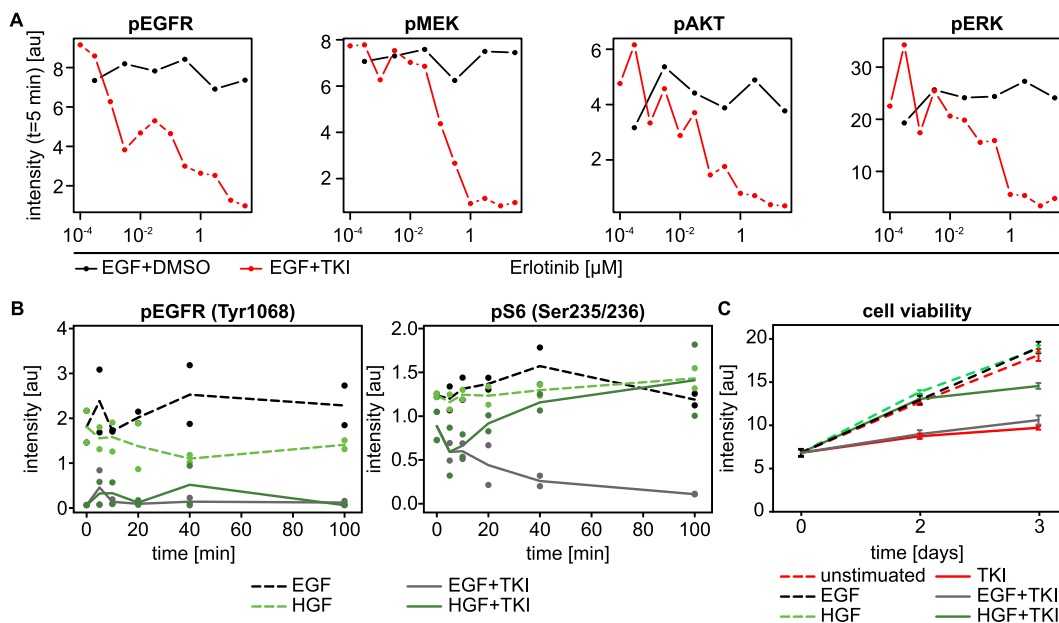 A
pEGFR
pMEK
pAKT
pERK
intensity (t=5 min) [au]
8
6
4
2
8
6
4
2
6
4
2
30
20
10
10-4
10-2
1
10-4
10-2
1
10-4
10-2
1
10-4
10-2
1
EGF+DMSO
EGF+TKI
Erlotinib [µM]
B
pEGFR (Tyr1068)
pS6 (Ser235/236)
intensity [au]
4
3
2
1
0
0
20
40
60
80
100
time [min]
intensity [au]
2.0
1.5
1.0
0.5
0.0
0
20
40
60
80
100
time [min]
EGF
HGF
EGF+TKI
HGF+TKI
C
cell viability
intensity [au]
20
15
10
5
0
0
2
3
time [days]
unstimuated
EGF
HGF
TKI
EGF+TKI
HGF+TKI